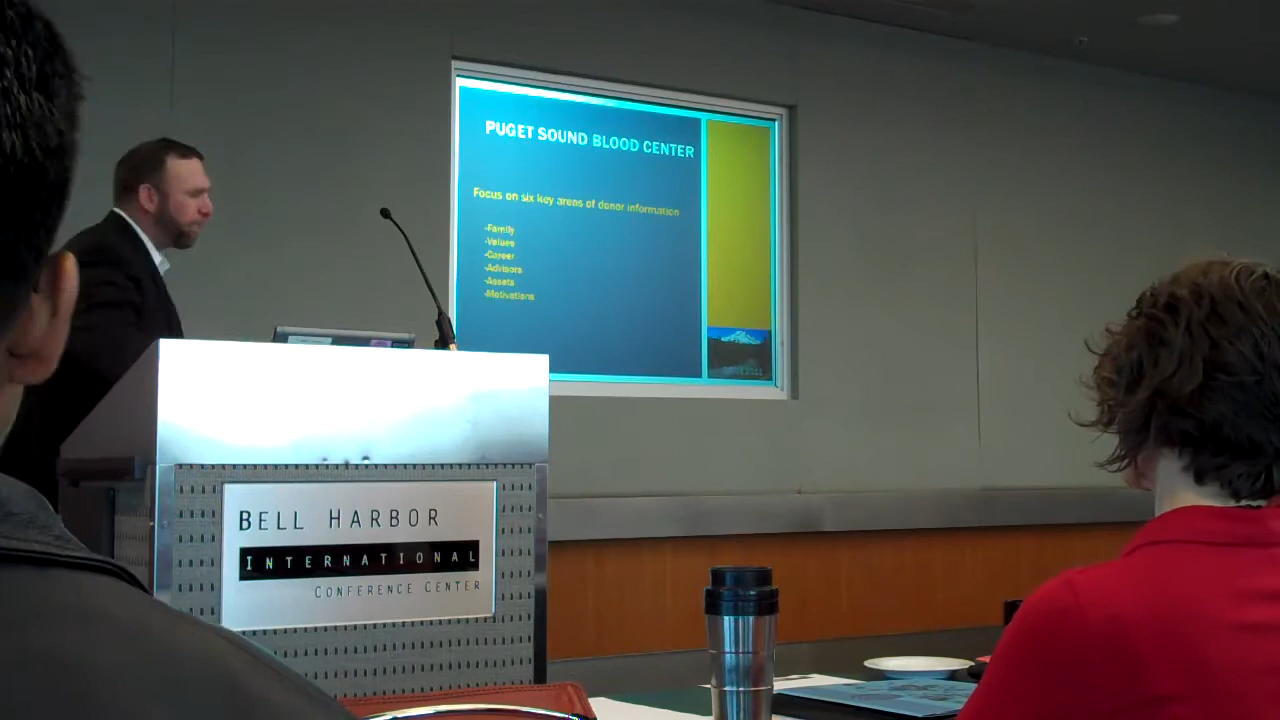 PUGET SOUND BLOOD CENTER
Focus on six key areas of donor information
-Family
-Values
-Career
-Advisors
-Assets
-Motivations
BELL HARBOR
INTERNATIONAL
CONFERENCE CENTER